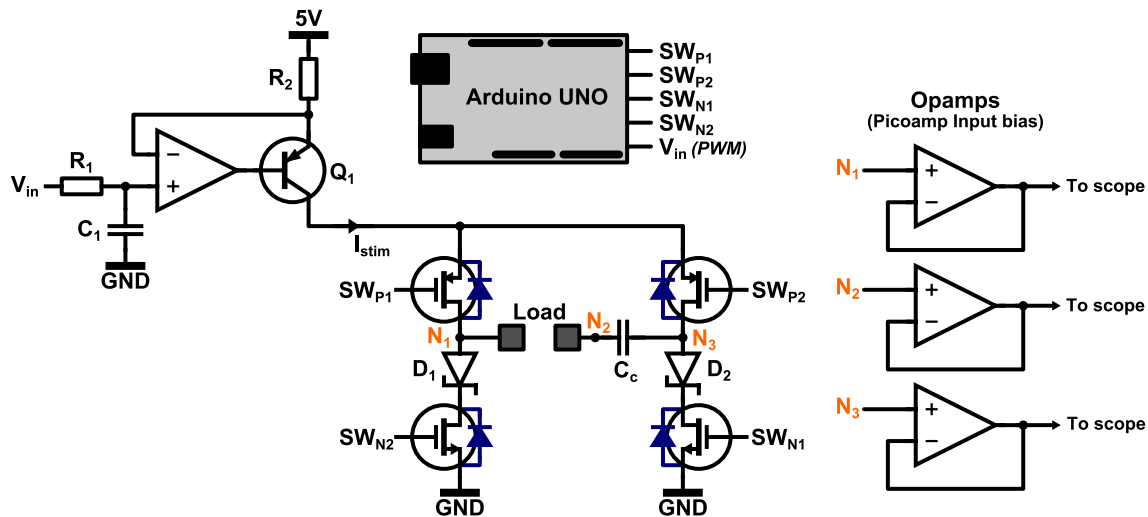 5V
R2
R1
Vin
C1
GND
Q1
Istim
Arduino UNO
SWP1
SWP2
SWN1
SWN2
Vin (PWM)
SWP1
SWP2
Load
N1
N2
N3
Cc
D1
D2
SWN2
SWN1
GND
GND
Opamps
(Picoamp Input bias)
N1
+
−
To scope
N2
+
−
To scope
N3
+
−
To scope
−
+